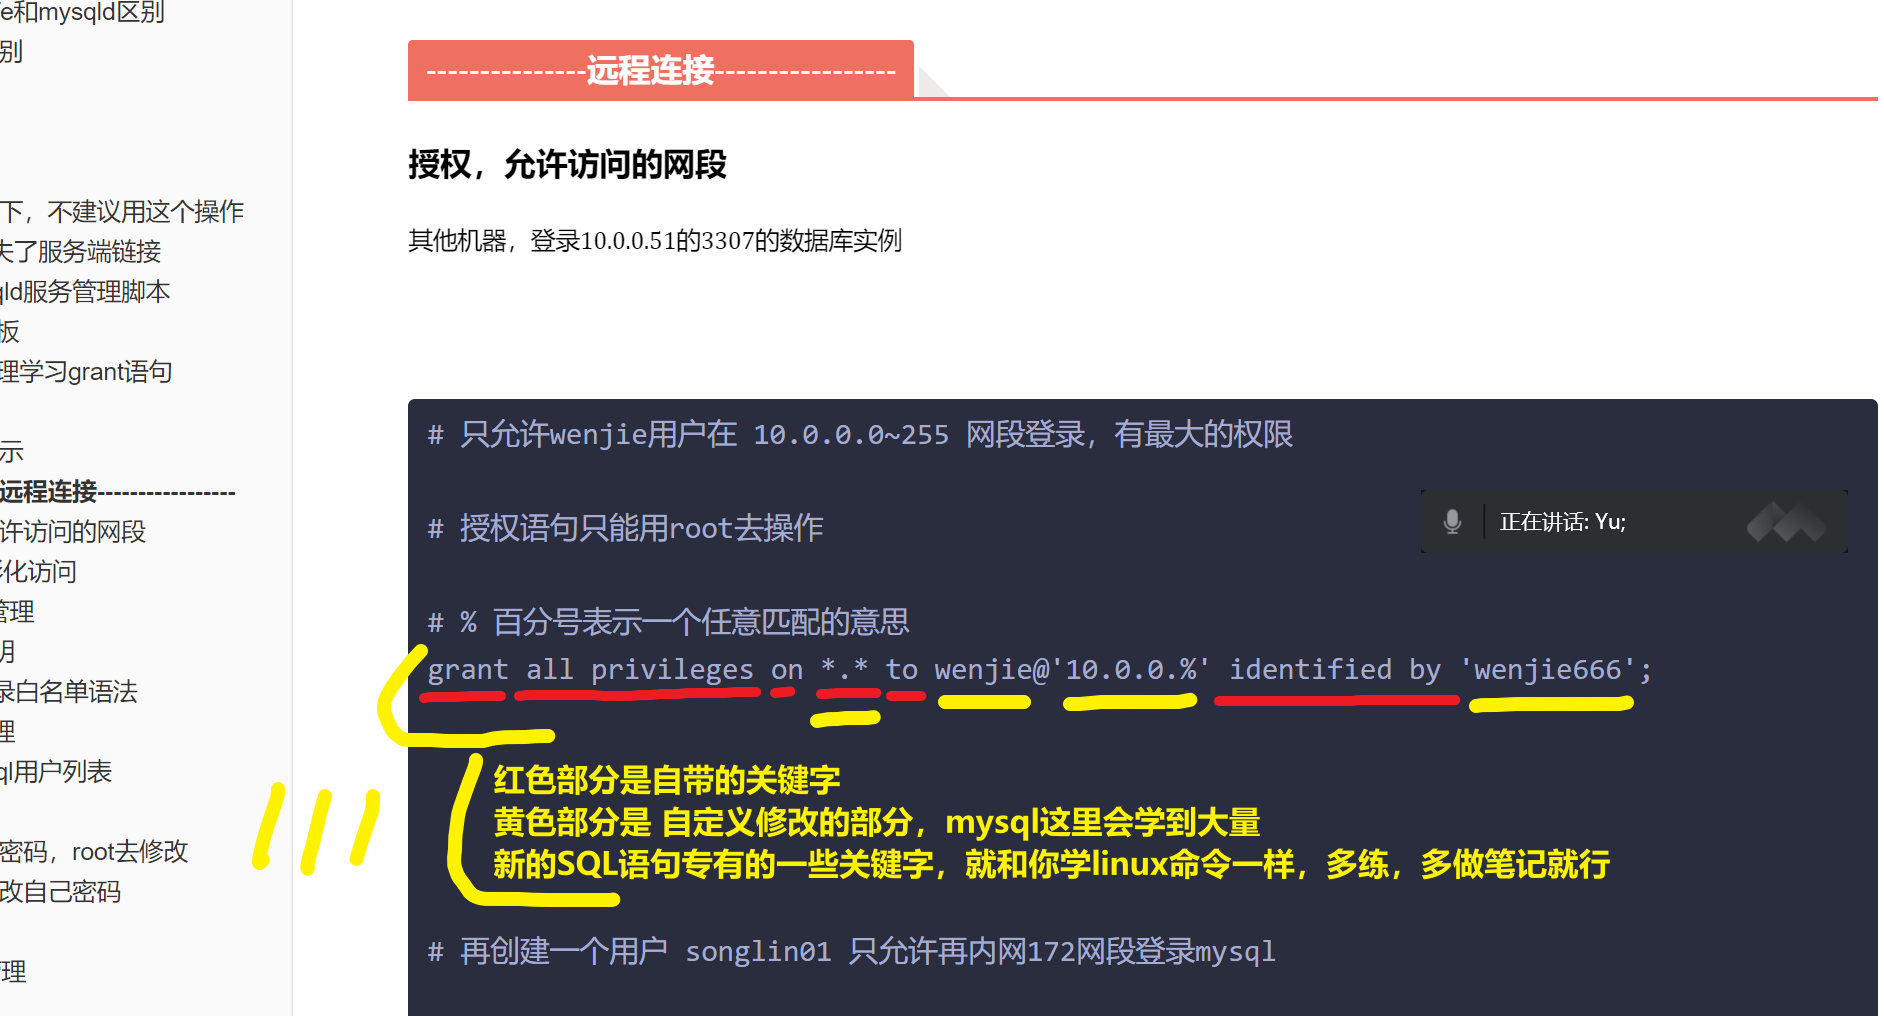 e和mysqld区别
别
下，不建议用这个操作
失了服务端链接
qld服务管理脚本
板
理学习grant语句
示
远程连接-----------------
许访问的网段
化访问
管理
明
录白名单语法
理
ql用户列表
密码，root去修改
改自己密码
理
---------------远程连接-----------------
授权，允许访问的网段
其他机器，登录10.0.0.51的3307的数据库实例
# 只允许wenjie用户在 10.0.0.0~255 网段登录，有最大的权限
# 授权语句只能用root去操作
正在讲话: Yu;
# % 百分号表示一个任意匹配的意思
grant all privileges on *.* to wenjie@'10.0.0.%' identified by 'wenjie666';
红色部分是自带的关键字
黄色部分是 自定义修改的部分，mysql这里会学到大量
新的SQL语句专有的一些关键字，就和你学linux命令一样，多练，多做笔记就行
# 再创建一个用户 songlin01 只允许再内网172网段登录mysql